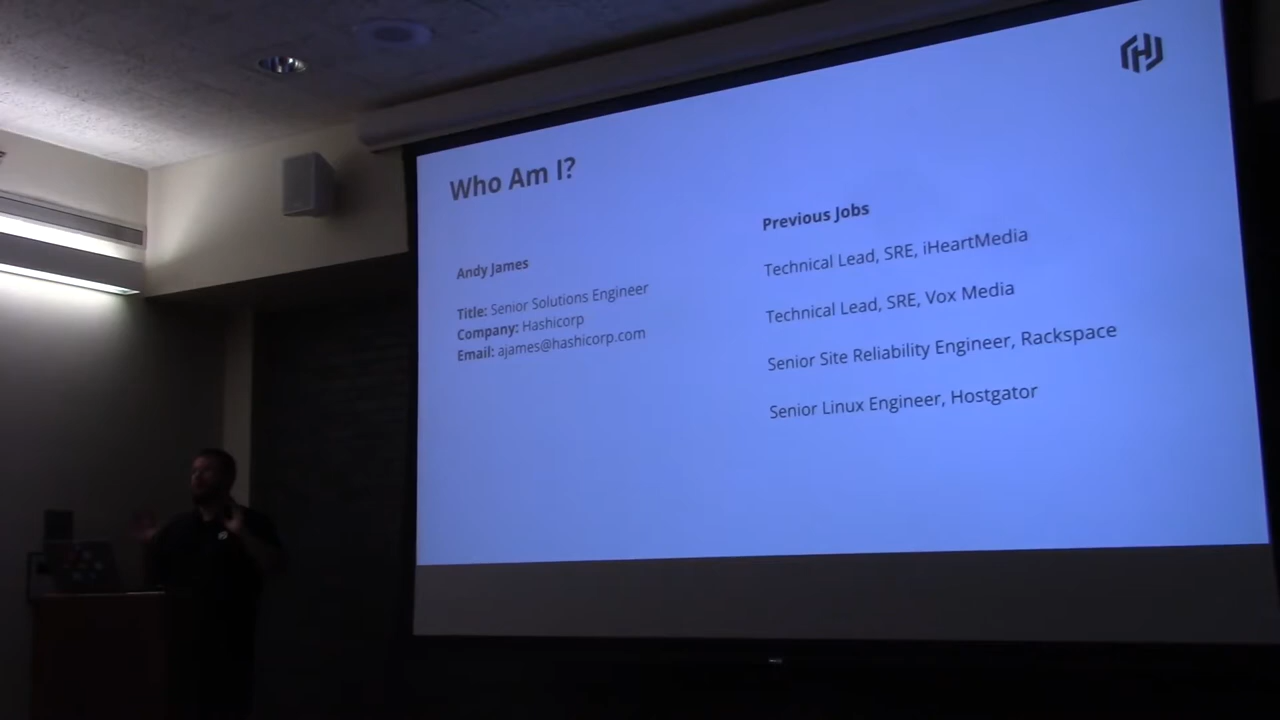 Who Am I?
Andy James
Title: Senior Solutions Engineer
Company: Hashicorp
Email: ajames@hashicorp.com
Previous Jobs
Technical Lead, SRE, iHeartMedia
Technical Lead, SRE, Vox Media
Senior Site Reliability Engineer, Rackspace
Senior Linux Engineer, Hostgator